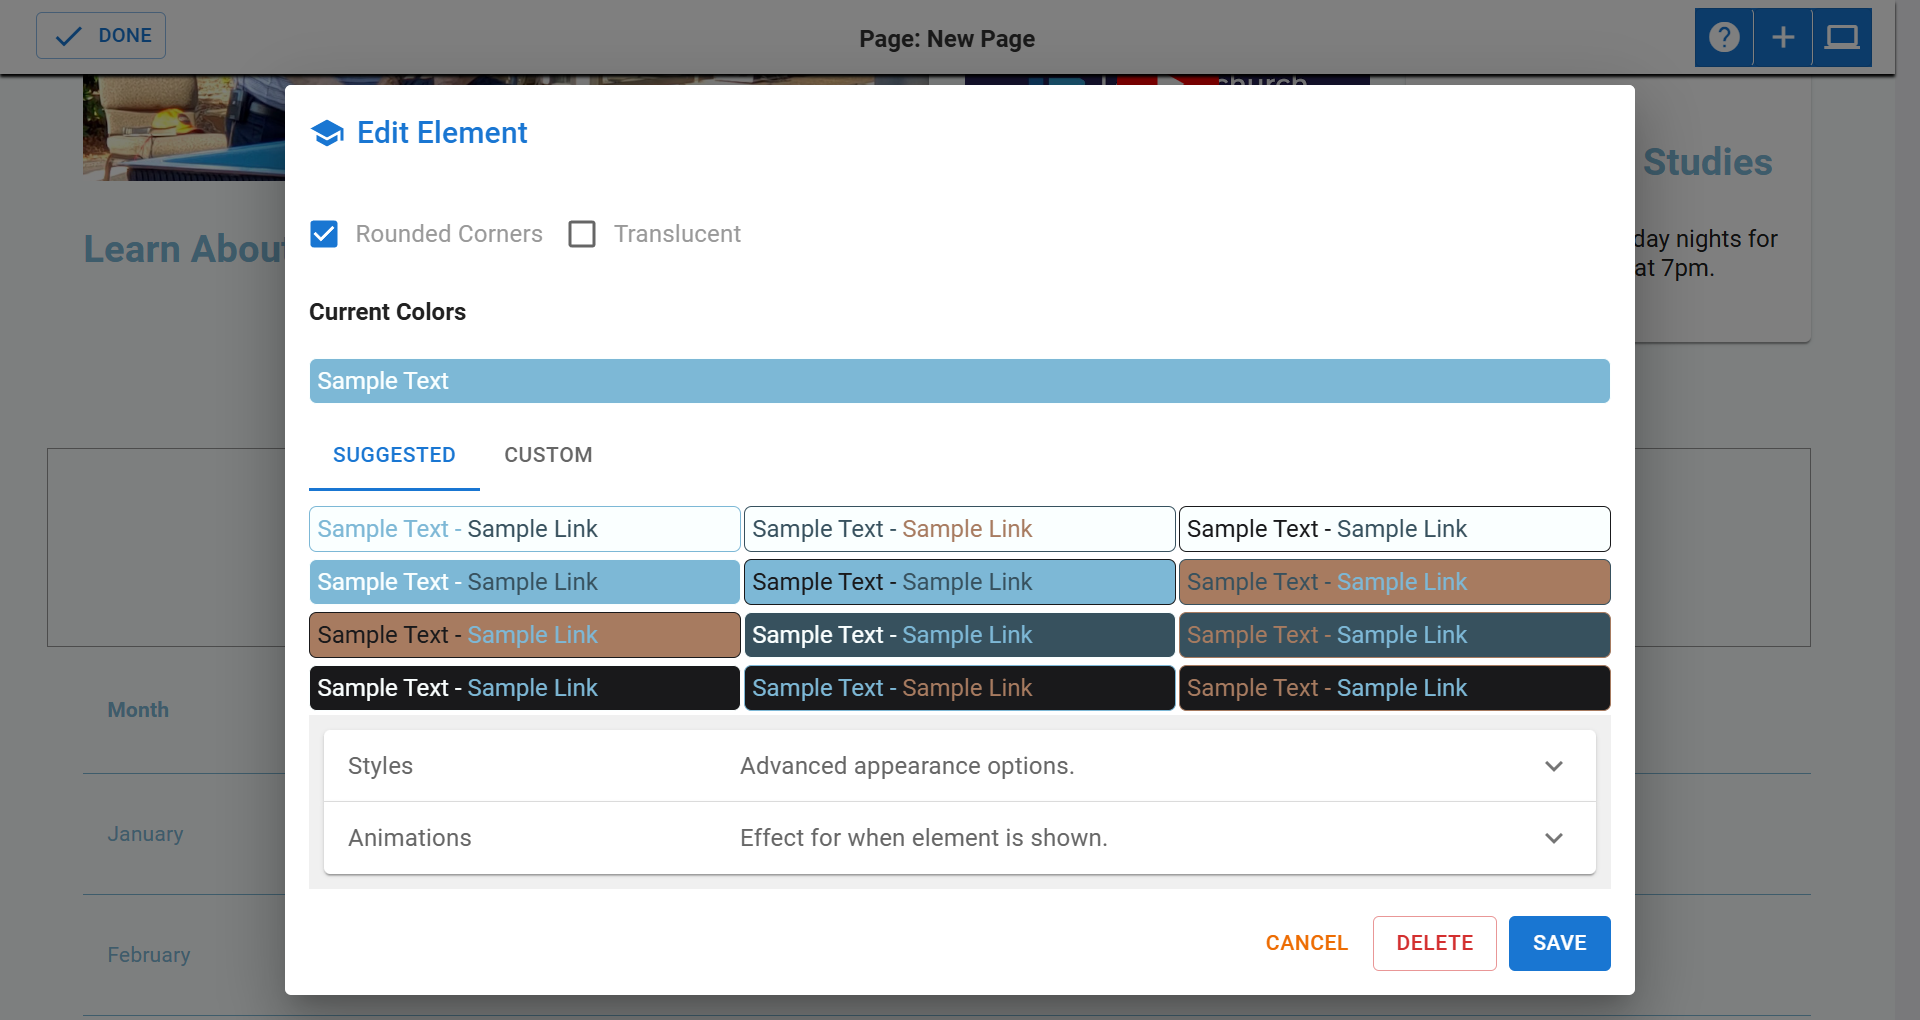 DONE
Page: New Page
church
Edit Element
Studies
Rounded Corners
Translucent
Learn About
day nights for
at 7pm.
Current Colors
Sample Text
SUGGESTED
CUSTOM
Sample Text - Sample Link
Sample Text - Sample Link
Sample Text - Sample Link
Sample Text - Sample Link
Sample Text - Sample Link
Sample Text - Sample Link
Sample Text - Sample Link
Sample Text - Sample Link
Sample Text - Sample Link
Sample Text - Sample Link
Sample Text - Sample Link
Sample Text - Sample Link
Month
Styles
Advanced appearance options.
January
Animations
Effect for when element is shown.
February
CANCEL
DELETE
SAVE